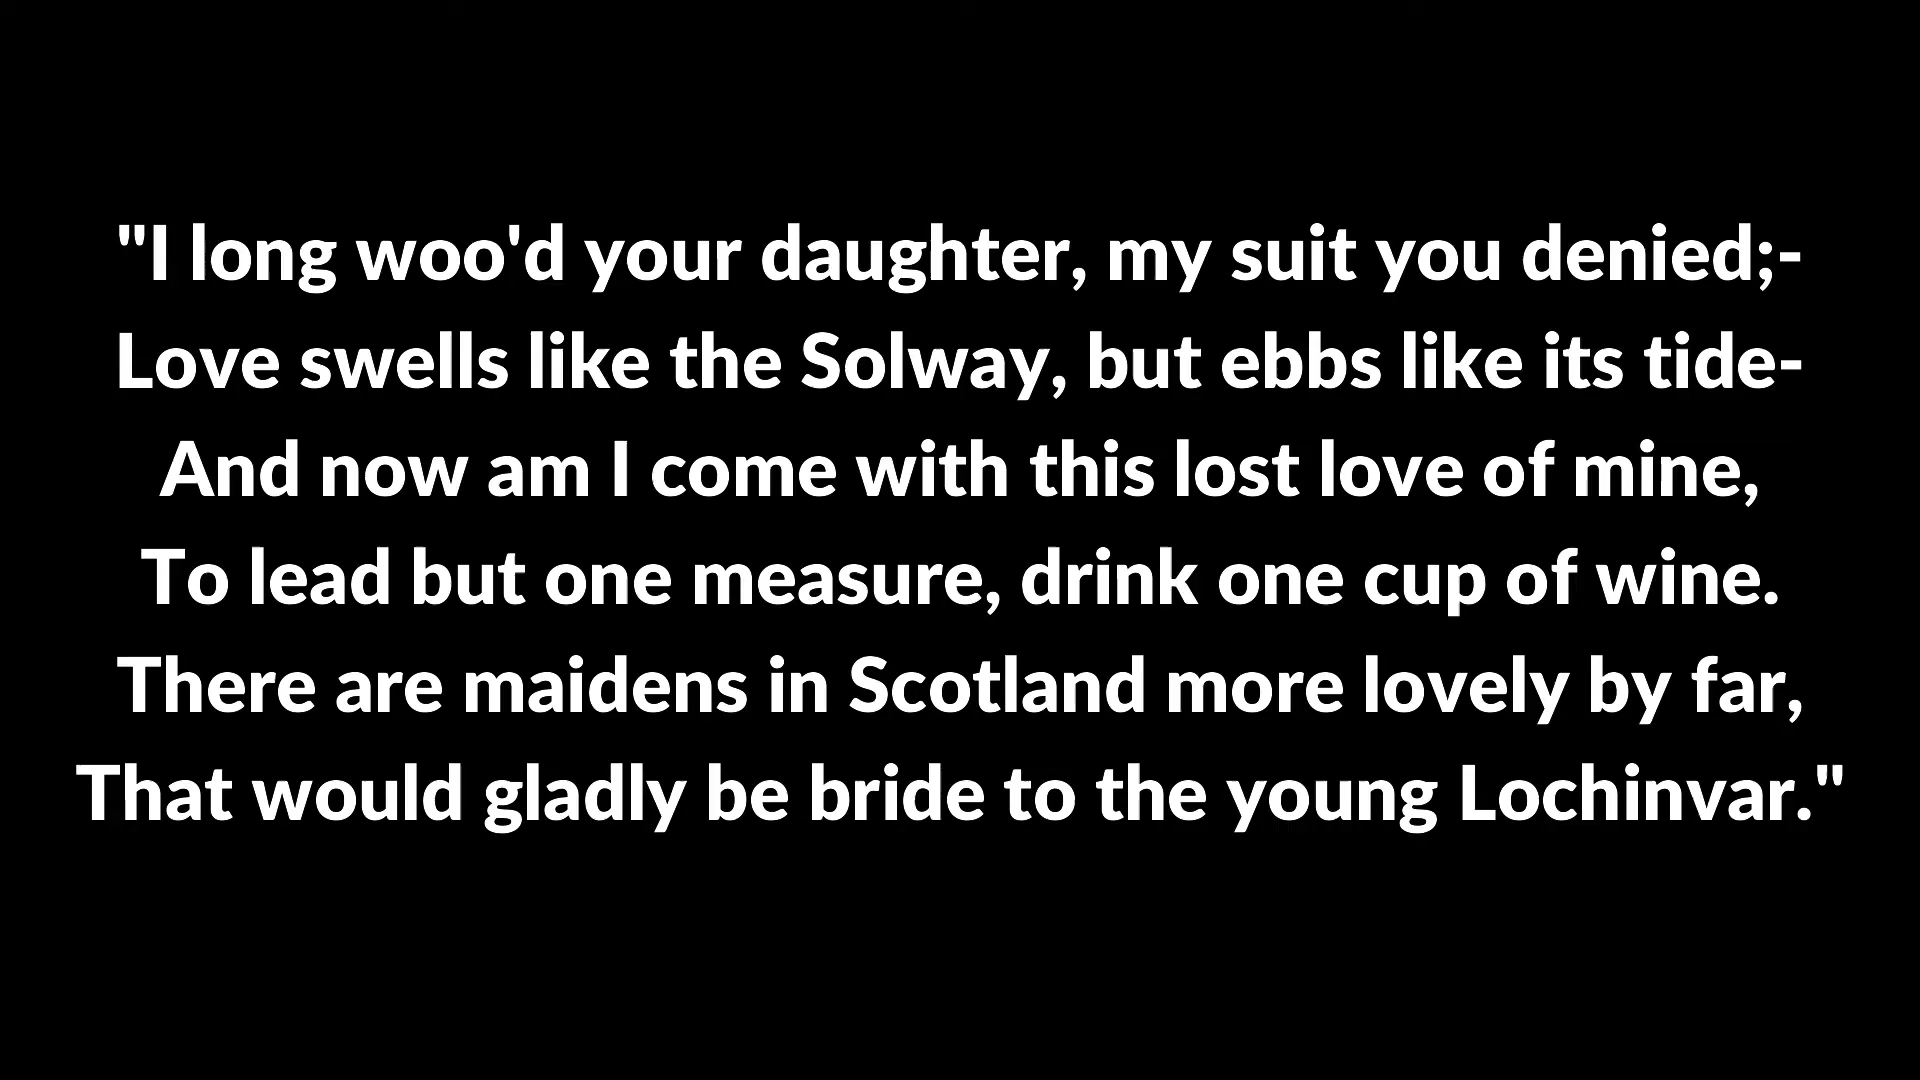 "I long woo'd your daughter, my suit you denied;-
Love swells like the Solway, but ebbs like its tide-
And now am I come with this lost love of mine,
To lead but one measure, drink one cup of wine.
There are maidens in Scotland more lovely by far,
That would gladly be bride to the young Lochinvar."